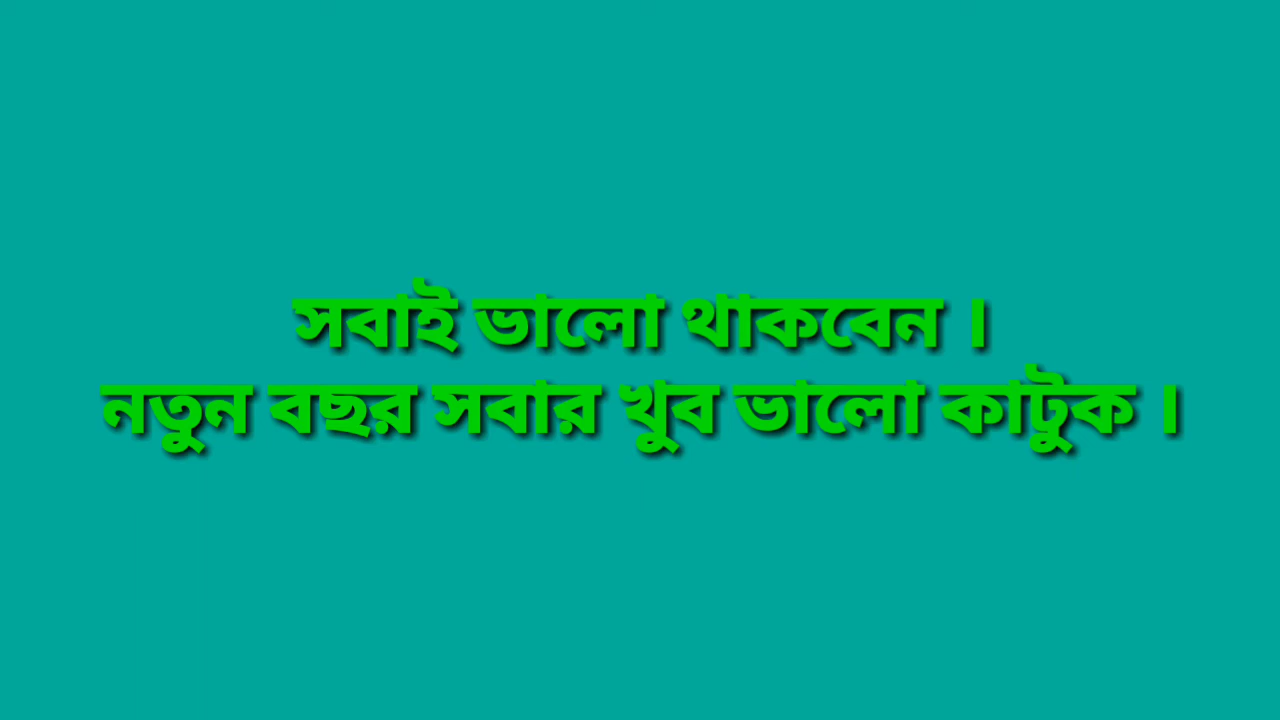 সবাই ভালো থাকবেন ।
নতুন বছর সবার খুব ভালো কাটুক ।